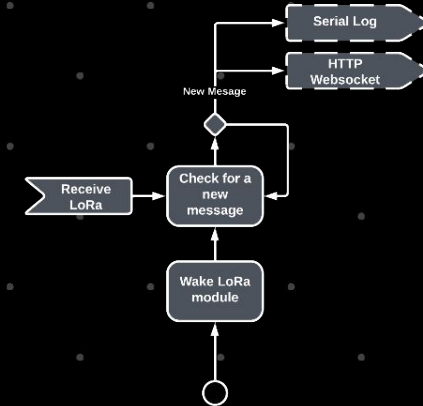 Serial Log
HTTP
Websocket
New Mesage
Check for a
new
message
Receive
LoRa
Wake LoRa
module